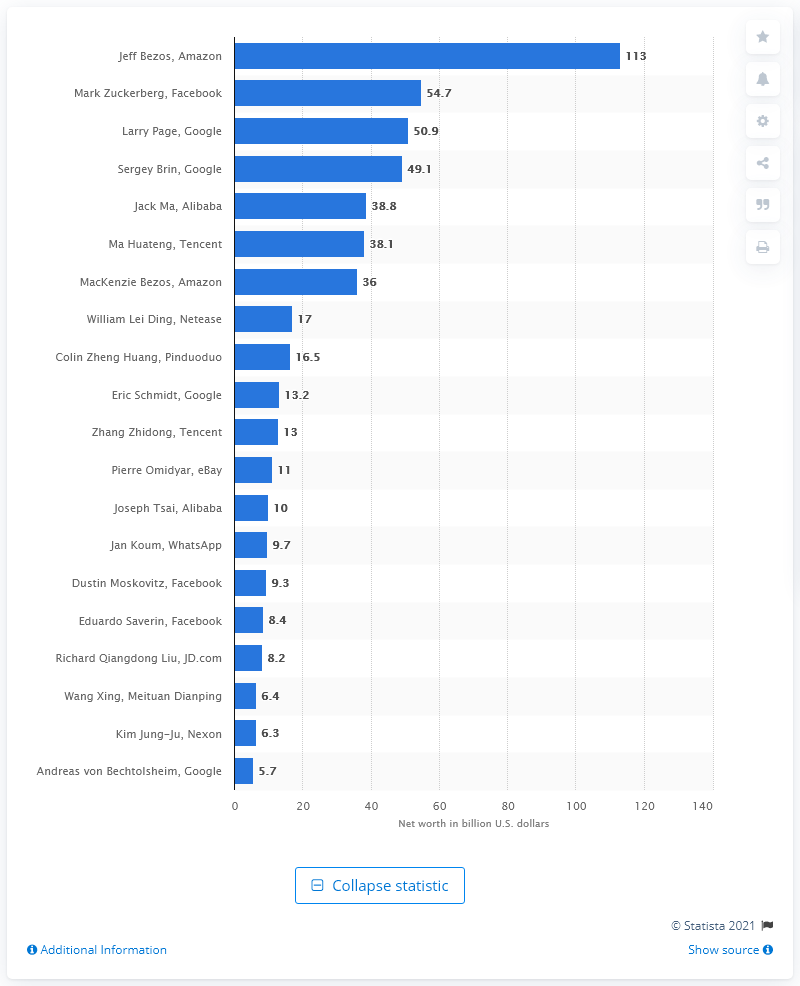 Jeff Bezos, Amazon 113
Mark Zuckerberg, Facebook 54.7
Larry Page, Google 50.9
Sergey Brin, Google 49.1
Jack Ma, Alibaba 38.8
Ma Huateng, Tencent 38.1
MacKenzie Bezos, Amazon 36
William Lei Ding, Netease 17
Colin Zheng Huang, Pinduoduo 16.5
Eric Schmidt, Google 13.2
Zhang Zhidong, Tencent 13
Pierre Omidyar, eBay 11
Joseph Tsai, Alibaba 10
Jan Koum, WhatsApp 9.7
Dustin Moskovitz, Facebook 9.3
Eduardo Saverin, Facebook 8.4
Richard Qiangdong Liu, JD.com 8.2
Wang Xing, Meituan Dianping 6.4
Kim Jung-Ju, Nexon 6.3
Andreas von Bechtolsheim, Google 5.7
0 20 40 60 80 100 120 140
Net worth in billion U.S. dollars
Collapse statistic
© Statista 2021
Additional Information Show source